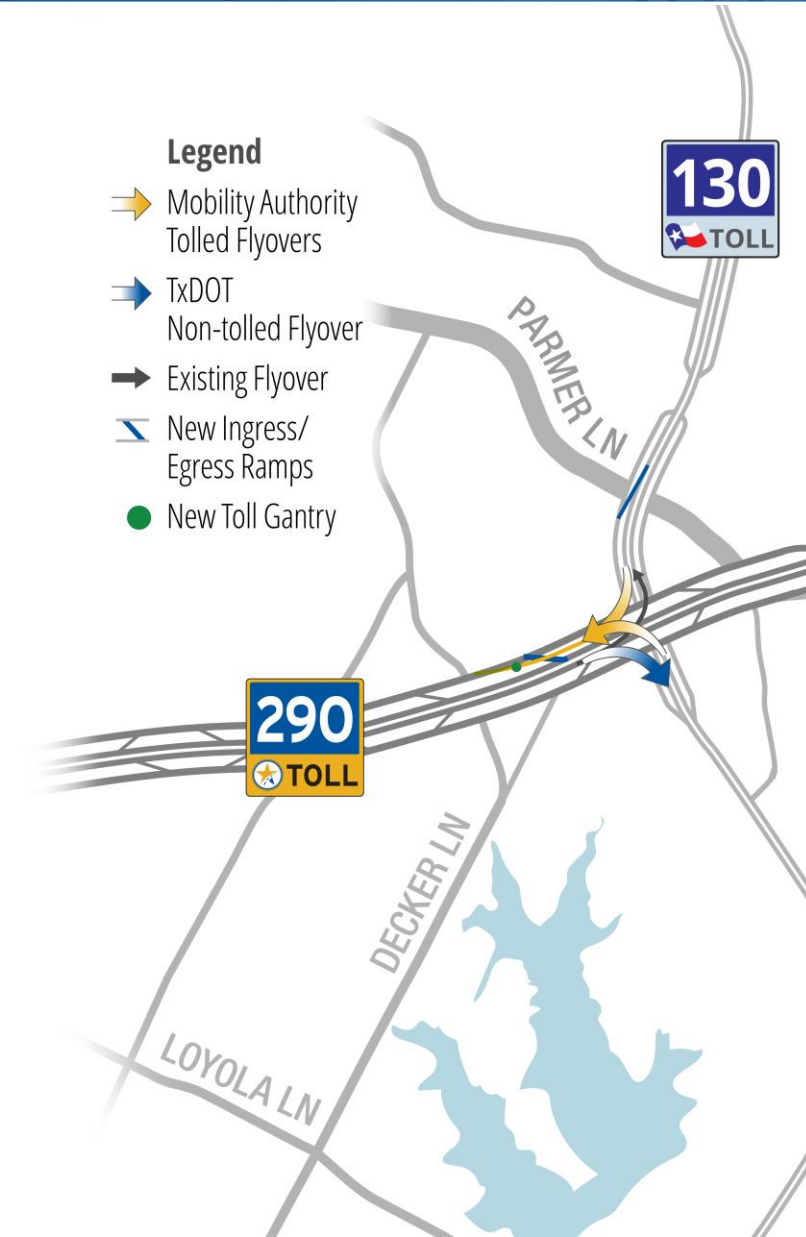 Legend
Mobility Authority
Tolled Flyovers
TxDOT
Non-tolled Flyover
Existing Flyover
New Ingress/
Egress Ramps
New Toll Gantry
130
TOLL
PARMER LN
290
TOLL
DECKER LN
LOYOLA LN